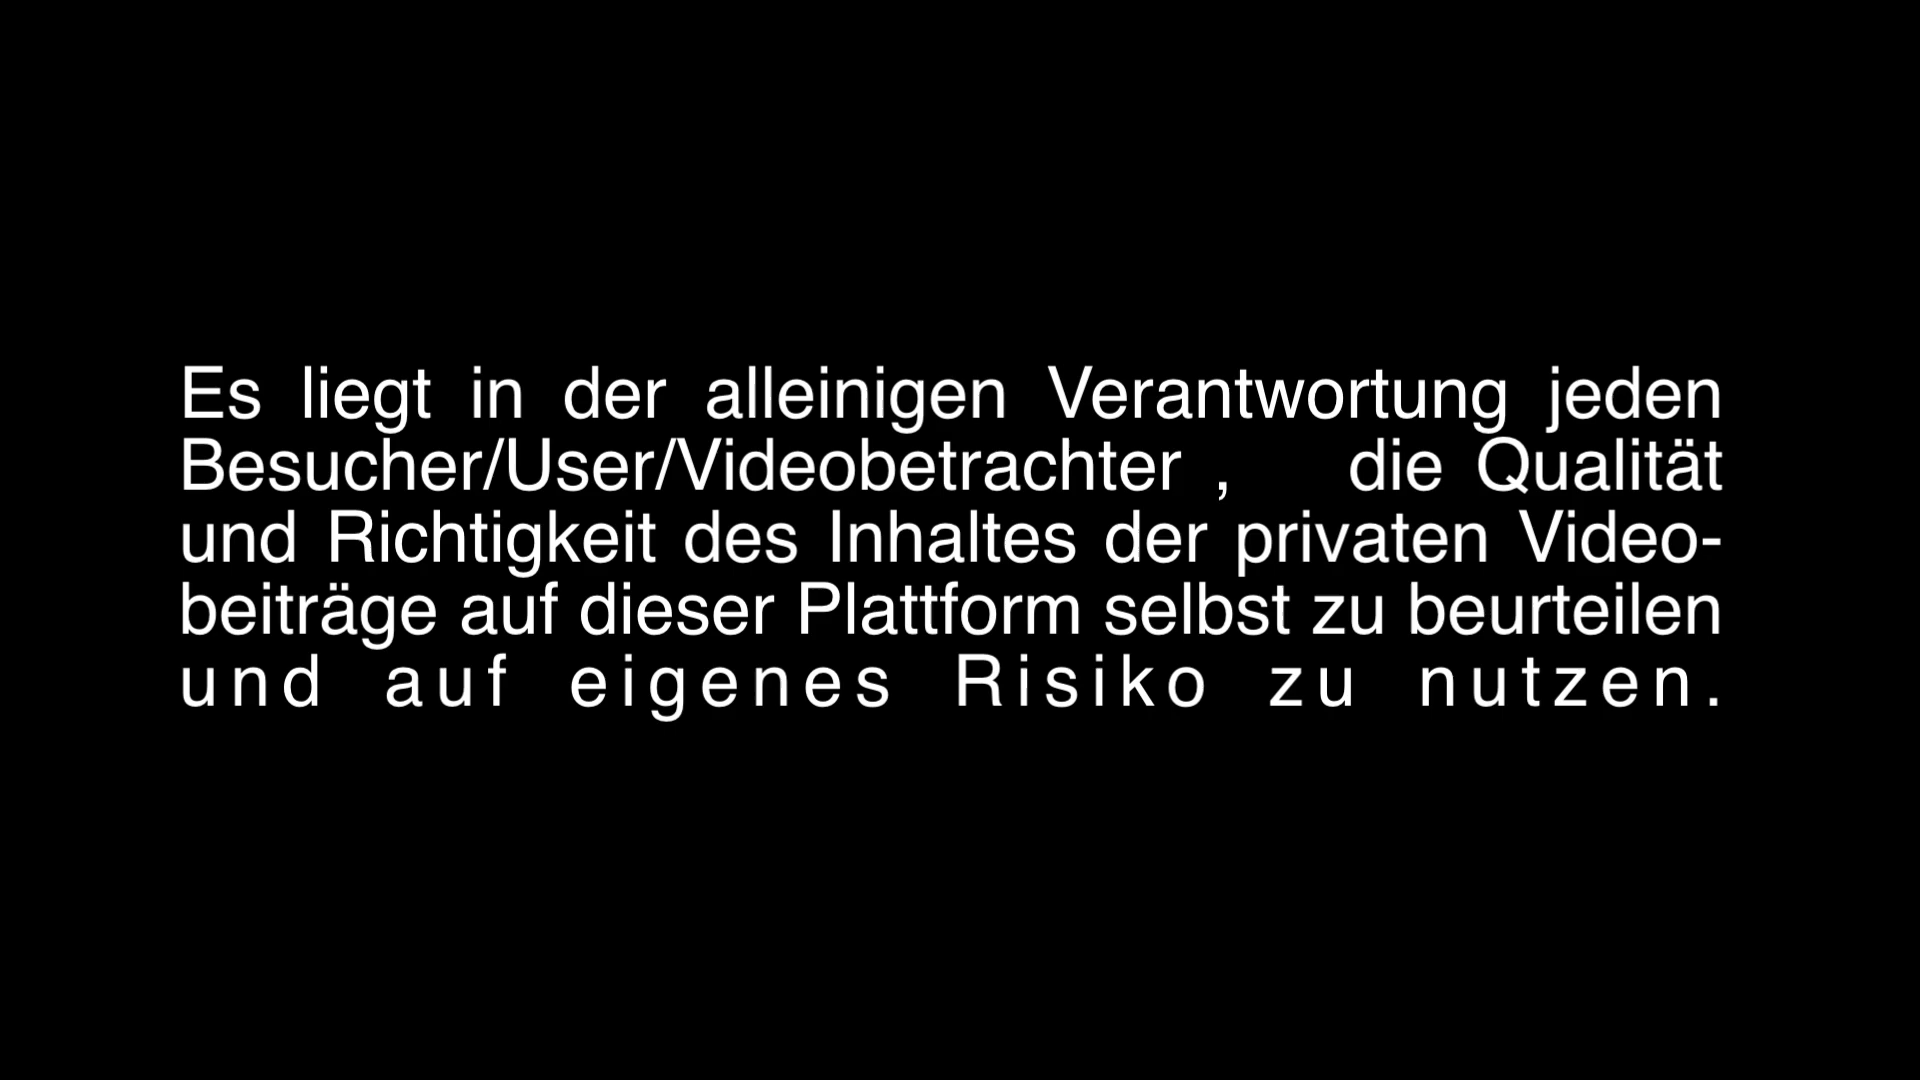 Es liegt in der alleinigen Verantwortung jeden
Besucher/User/Videobetrachter , die Qualität
und Richtigkeit des Inhaltes der privaten Video-
beiträge auf dieser Plattform selbst zu beurteilen
und auf eigenes Risiko zu nutzen.